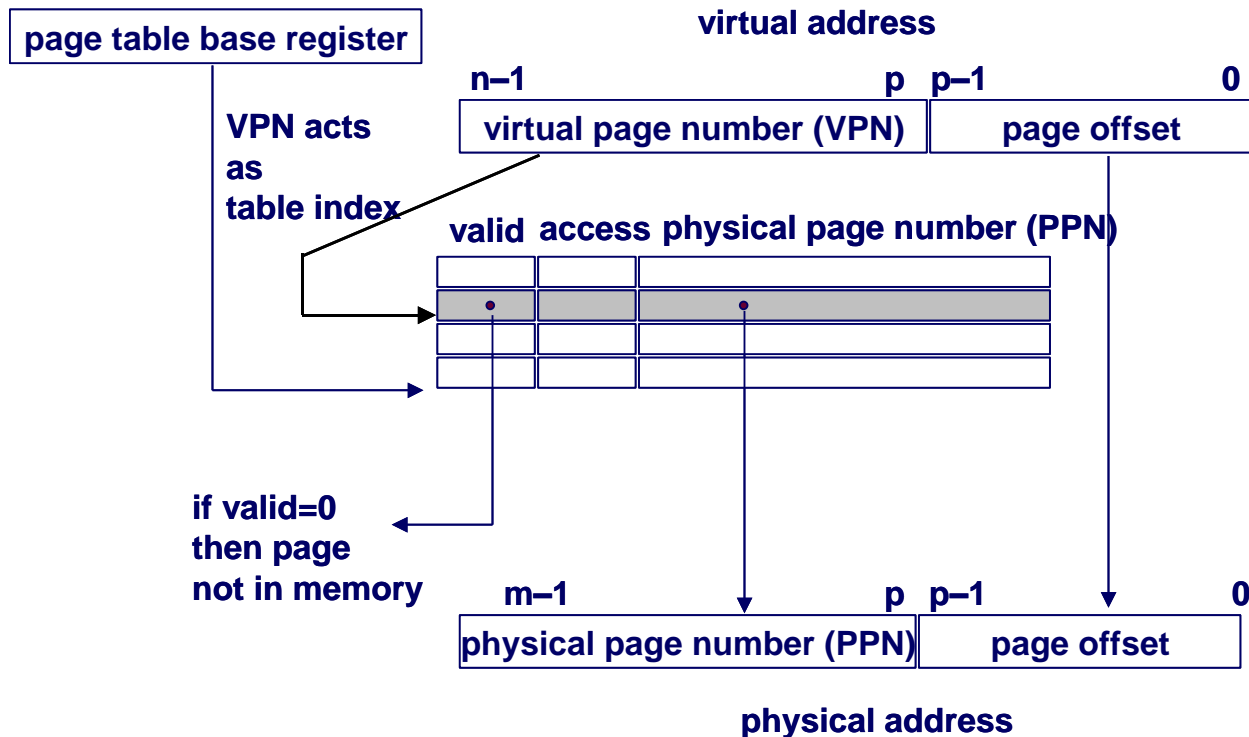 page table base register
virtual address
n–1 p p–1 0
virtual page number (VPN) page offset
VPN acts
as
table index
valid access physical page number (PPN)
if valid=0
then page
not in memory
m–1 p p–1 0
physical page number (PPN) page offset
physical address